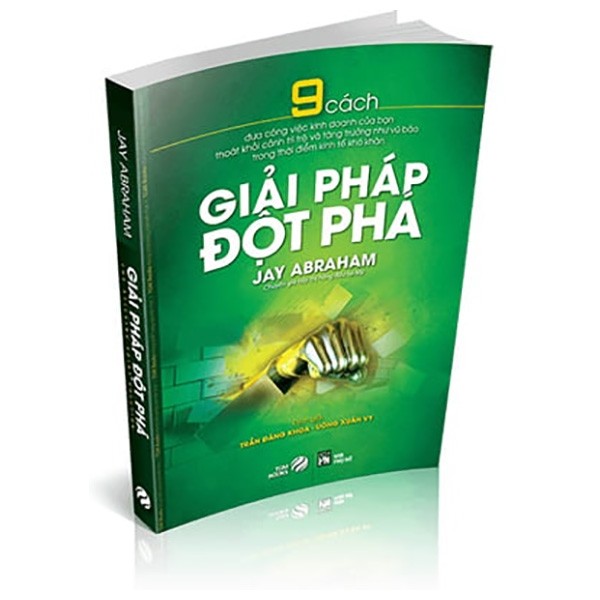 9 cách
đưa công việc kinh doanh của bạn
thoát khỏi cảnh trì trệ và tăng trưởng như vũ bão
trong thời điểm kinh tế khó khăn
GIẢI PHÁP
ĐỘT PHÁ
JAY ABRAHAM
TRẦN ĐĂNG KHOA - UÔNG XUÂN VY
TGM
BOOKS
JAY ABRAHAM
GIẢI PHÁP ĐỘT PHÁ